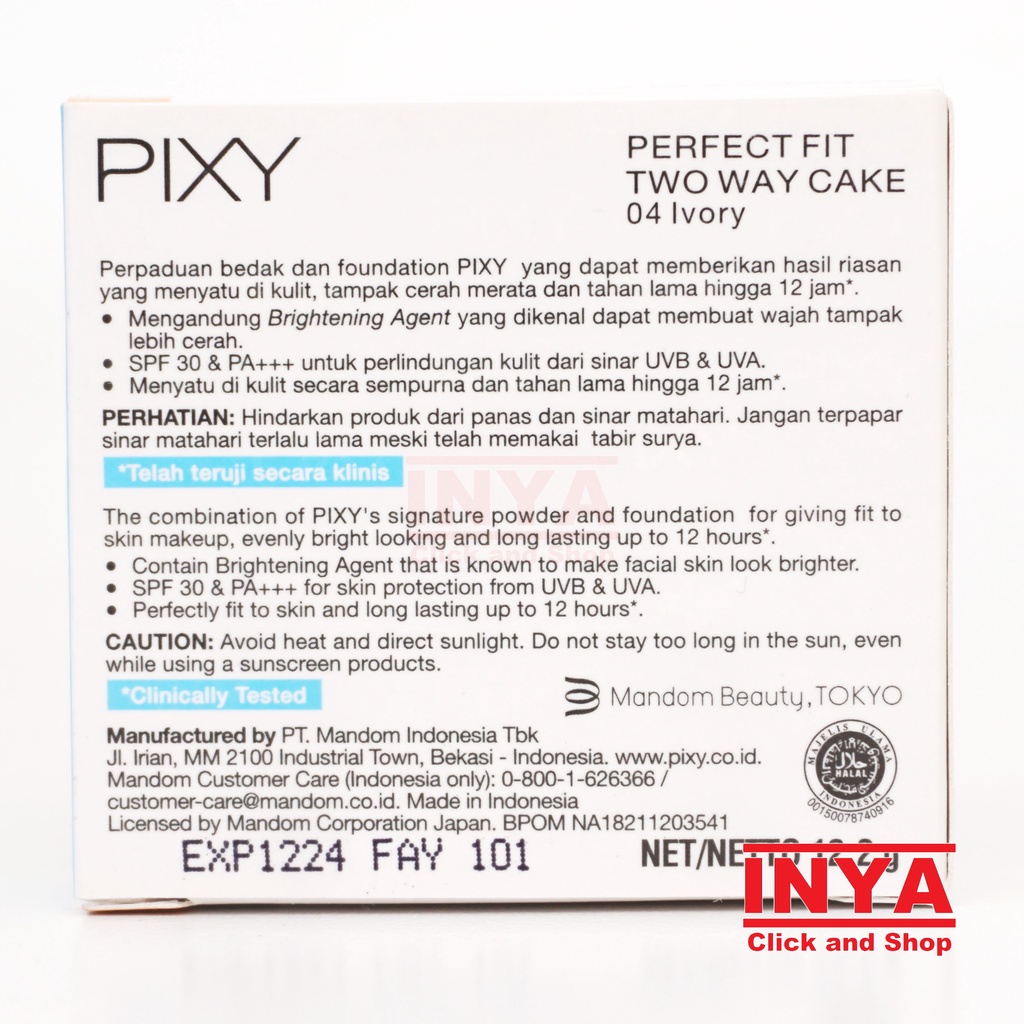 PIXY
PERFECT FIT
TWO WAY CAKE
04 Ivory
Perpaduan bedak dan foundation PIXY yang dapat memberikan hasil riasan
yang menyatu di kulit, tampak cerah merata dan tahan lama hingga 12 jam*.
• Mengandung Brightening Agent yang dikenal dapat membuat wajah tampak
lebih cerah.
• SPF 30 & PA+++ untuk perlindungan kulit dari sinar UVB & UVA.
• Menyatu di kulit secara sempurna dan tahan lama hingga 12 jam*.
PERHATIAN: Hindarkan produk dari panas dan sinar matahari. Jangan terpapar
sinar matahari terlalu lama meski telah memakai tabir surya.
*Telah teruji secara klinis
INYA
Click and Shop
The combination of PIXY's signature powder and foundation for giving fit to
skin makeup, evenly bright looking and long lasting up to 12 hours*.
• Contain Brightening Agent that is known to make facial skin look brighter.
• SPF 30 & PA+++ for skin protection from UVB & UVA.
• Perfectly fit to skin and long lasting up to 12 hours*.
CAUTION: Avoid heat and direct sunlight. Do not stay too long in the sun, even
while using a sunscreen products.
*Clinically Tested
Mandom Beauty, TOKYO
Manufactured by PT. Mandom Indonesia Tbk
Jl. Irian, MM 2100 Industrial Town, Bekasi - Indonesia. www.pixy.co.id.
Mandom Customer Care (Indonesia only): 0-800-1-626366 /
customer-care@mandom.co.id. Made in Indonesia
Licensed by Mandom Corporation Japan. BPOM NA18211203541
MAJELIS ULAMA
حلال
HALAL
INDONESIA
00150078740916
EXP1224 FAY 101
NET/NETTO 12.2 g
INYA
Click and Shop